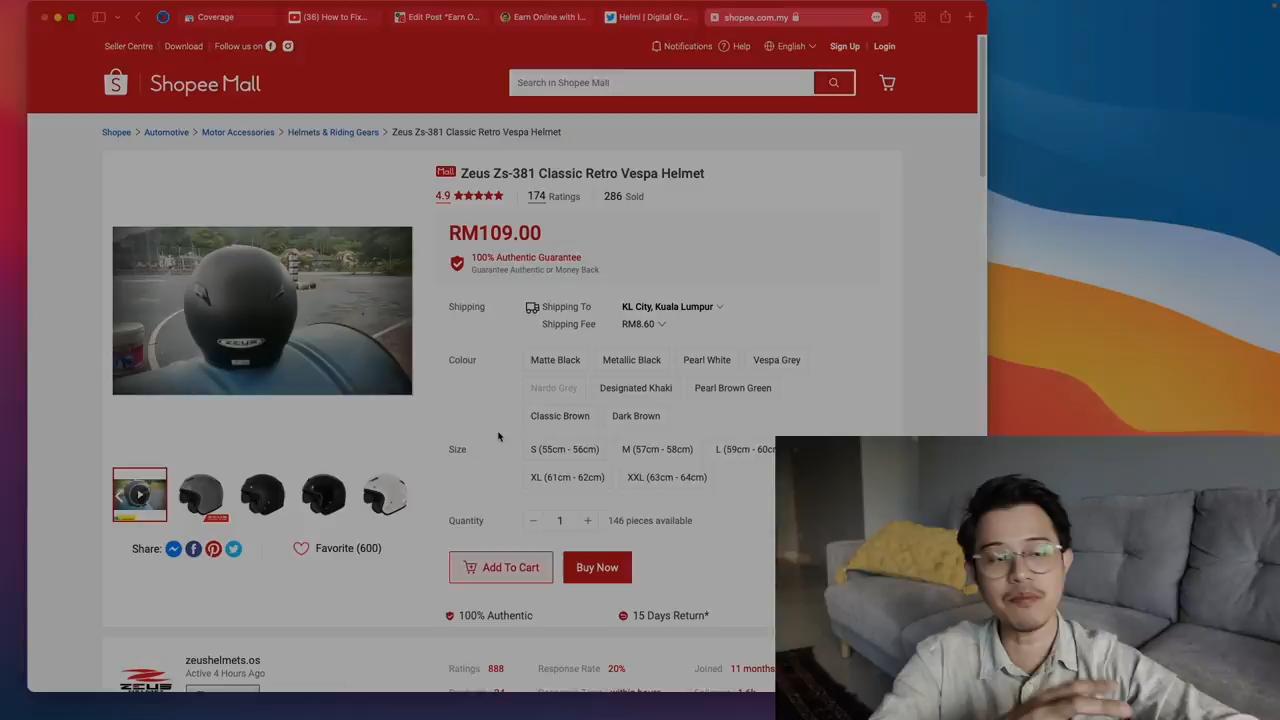 Coverage
(36) How to Fix...
Edit Post "Earn O...
Earn Online with I...
Helmi | Digital Gr...
shopee.com.my
Seller Centre
Download
Follow us on
Notifications
Help
English
Sign Up
Login
S
Shopee Mall
Search in Shopee Mall
Shopee > Automotive > Motor Accessories > Helmets & Riding Gears > Zeus Zs-381 Classic Retro Vespa Helmet
Mall Zeus Zs-381 Classic Retro Vespa Helmet
4.9 174 Ratings 286 Sold
RM109.00
100% Authentic Guarantee
Guarantee Authentic or Money Back
Shipping Shipping To KL City, Kuala Lumpur
Shipping Fee RM8.60
Colour Matte Black Metallic Black Pearl White Vespa Grey
Nardo Grey Designated Khaki Pearl Brown Green
Classic Brown Dark Brown
Size S (55cm - 56cm) M (57cm - 58cm) L (59cm - 60c
XL (61cm - 62cm) XXL (63cm - 64cm)
Quantity − 1 + 146 pieces available
Add To Cart Buy Now
100% Authentic 15 Days Return*
ZEUS
Share: Favorite (600)
zeushelmets.os
Active 4 Hours Ago
ZEUS
Ratings 888 Response Rate 20% Joined 11 months